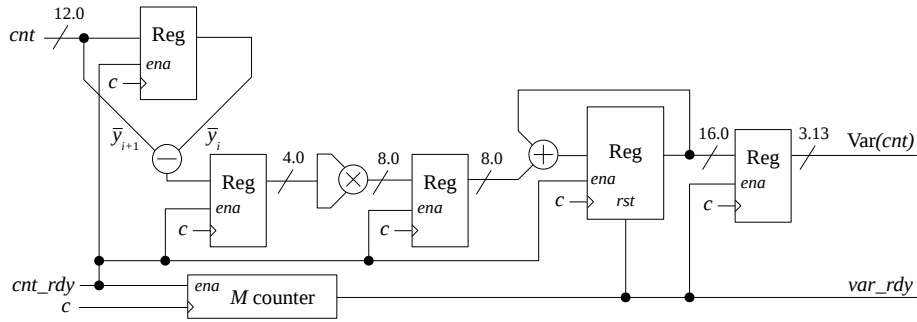 12.0
cnt
Reg
ena
c
ȳi+1
ȳi
−
Reg
ena
c
4.0
×
8.0
Reg
ena
c
8.0
+
Reg
ena
c
rst
16.0
Reg
ena
c
3.13
Var(cnt)
cnt_rdy
c
ena
M counter
var_rdy